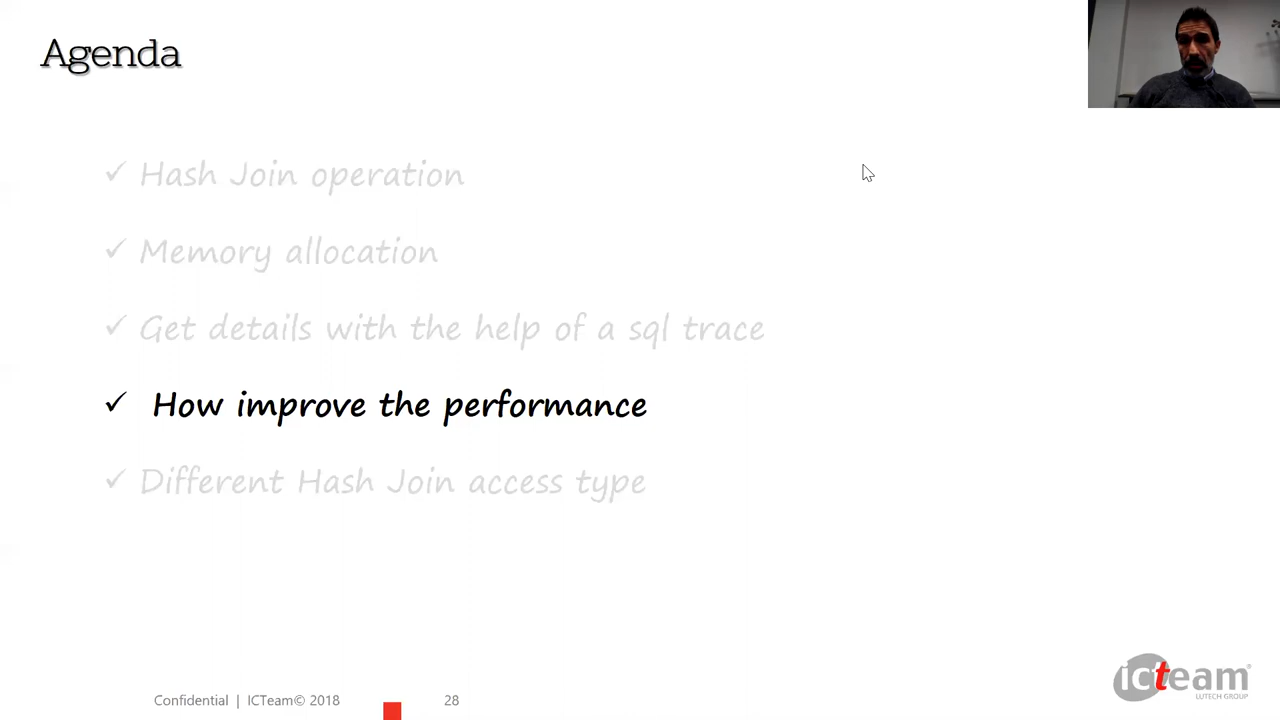 Agenda
✓ Hash Join operation
✓ Memory allocation
✓ Get details with the help of a sql trace
✓ How improve the performance
✓ Different Hash Join access type
Confidential | ICTeam© 2018 28
icteam
LUTECH GROUP